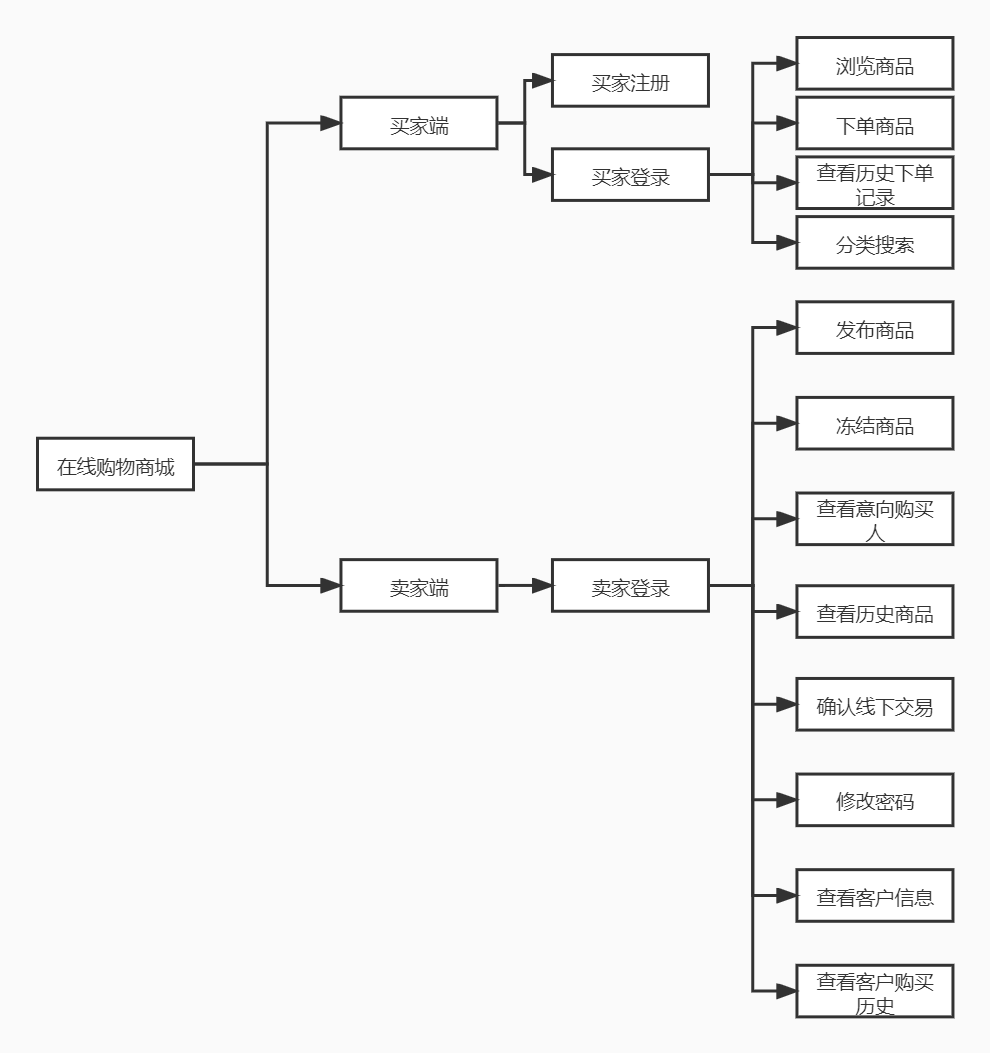 浏览商品
买家注册
下单商品
买家端
查看历史下单
记录
买家登录
分类搜索
发布商品
冻结商品
在线购物商城
查看意向购买
人
卖家端
卖家登录
查看历史商品
确认线下交易
修改密码
查看客户信息
查看客户购买
历史